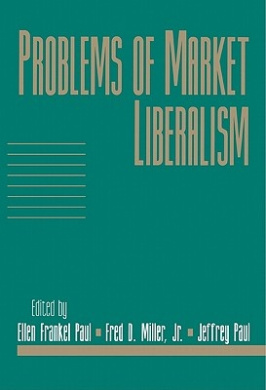 PROBLEMS OF MARKET
LIBERALISM
Edited by
Ellen Frankel Paul ▪ Fred D. Miller, Jr. ▪ Jeffrey Paul